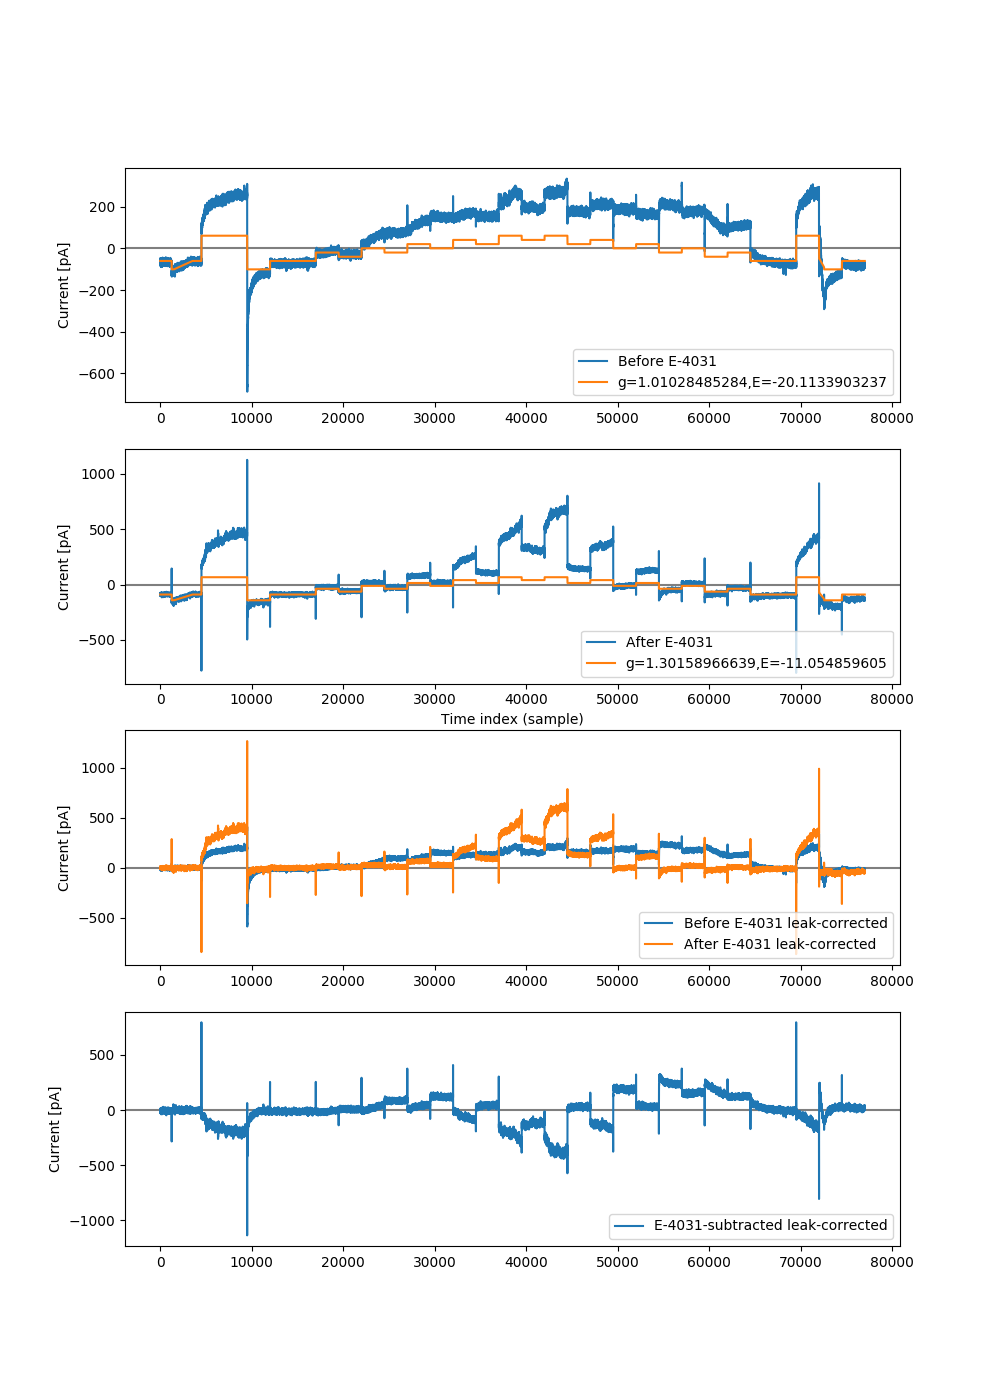 200
0
−200
−400
−600
Current [pA]
Before E-4031
g=1.01028485284,E=-20.1133903237
0 10000 20000 30000 40000 50000 60000 70000 80000
1000
500
0
−500
Current [pA]
After E-4031
g=1.30158966639,E=-11.054859605
0 10000 20000 30000 40000 50000 60000 70000 80000
Time index (sample)
1000
500
0
−500
Current [pA]
Before E-4031 leak-corrected
After E-4031 leak-corrected
0 10000 20000 30000 40000 50000 60000 70000 80000
500
0
−500
−1000
Current [pA]
E-4031-subtracted leak-corrected
0 10000 20000 30000 40000 50000 60000 70000 80000